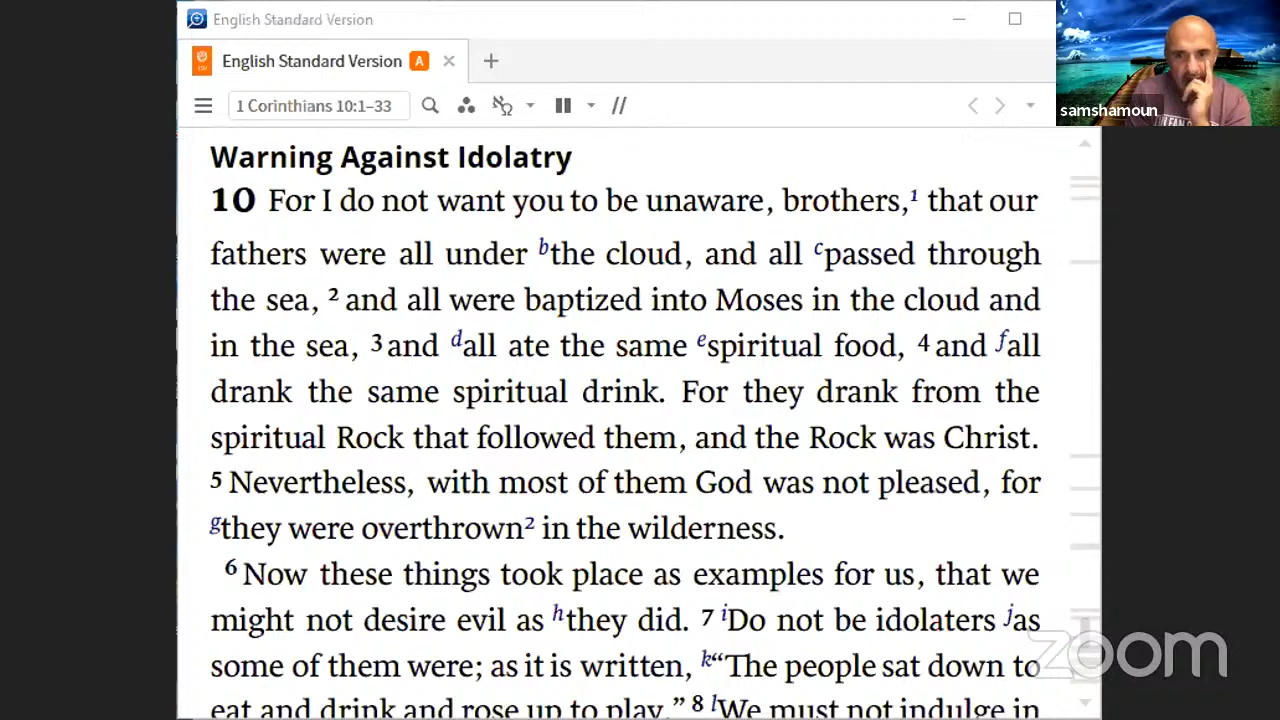 English Standard Version
English Standard Version A
1 Corinthians 10:1–33
samshamoun
Warning Against Idolatry
10 For I do not want you to be unaware, brothers,¹ that our
fathers were all under ᵇthe cloud, and all ᶜpassed through
the sea, ² and all were baptized into Moses in the cloud and
in the sea, 3 and ᵈall ate the same ᵉspiritual food, 4 and ᶠall
drank the same spiritual drink. For they drank from the
spiritual Rock that followed them, and the Rock was Christ.
5 Nevertheless, with most of them God was not pleased, for
ᵍthey were overthrown² in the wilderness.
6 Now these things took place as examples for us, that we
might not desire evil as ʰthey did. 7 ⁱDo not be idolaters ʲas
some of them were; as it is written, ᵏ“The people sat down to
eat and drink and rose up to play.” 8 ˡWe must not indulge in
zoom